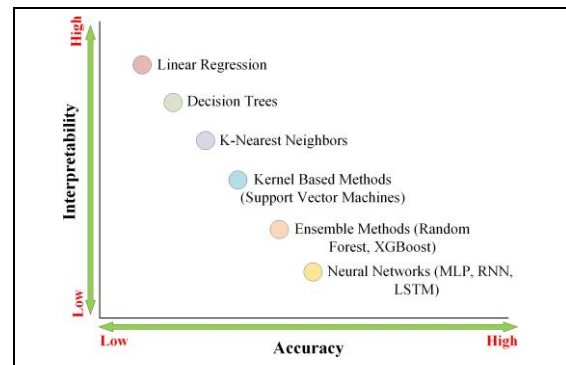 High
Interpretability
Low
Linear Regression
Decision Trees
K-Nearest Neighbors
Kernel Based Methods
(Support Vector Machines)
Ensemble Methods (Random
Forest, XGBoost)
Neural Networks (MLP, RNN,
LSTM)
Low
Accuracy
High